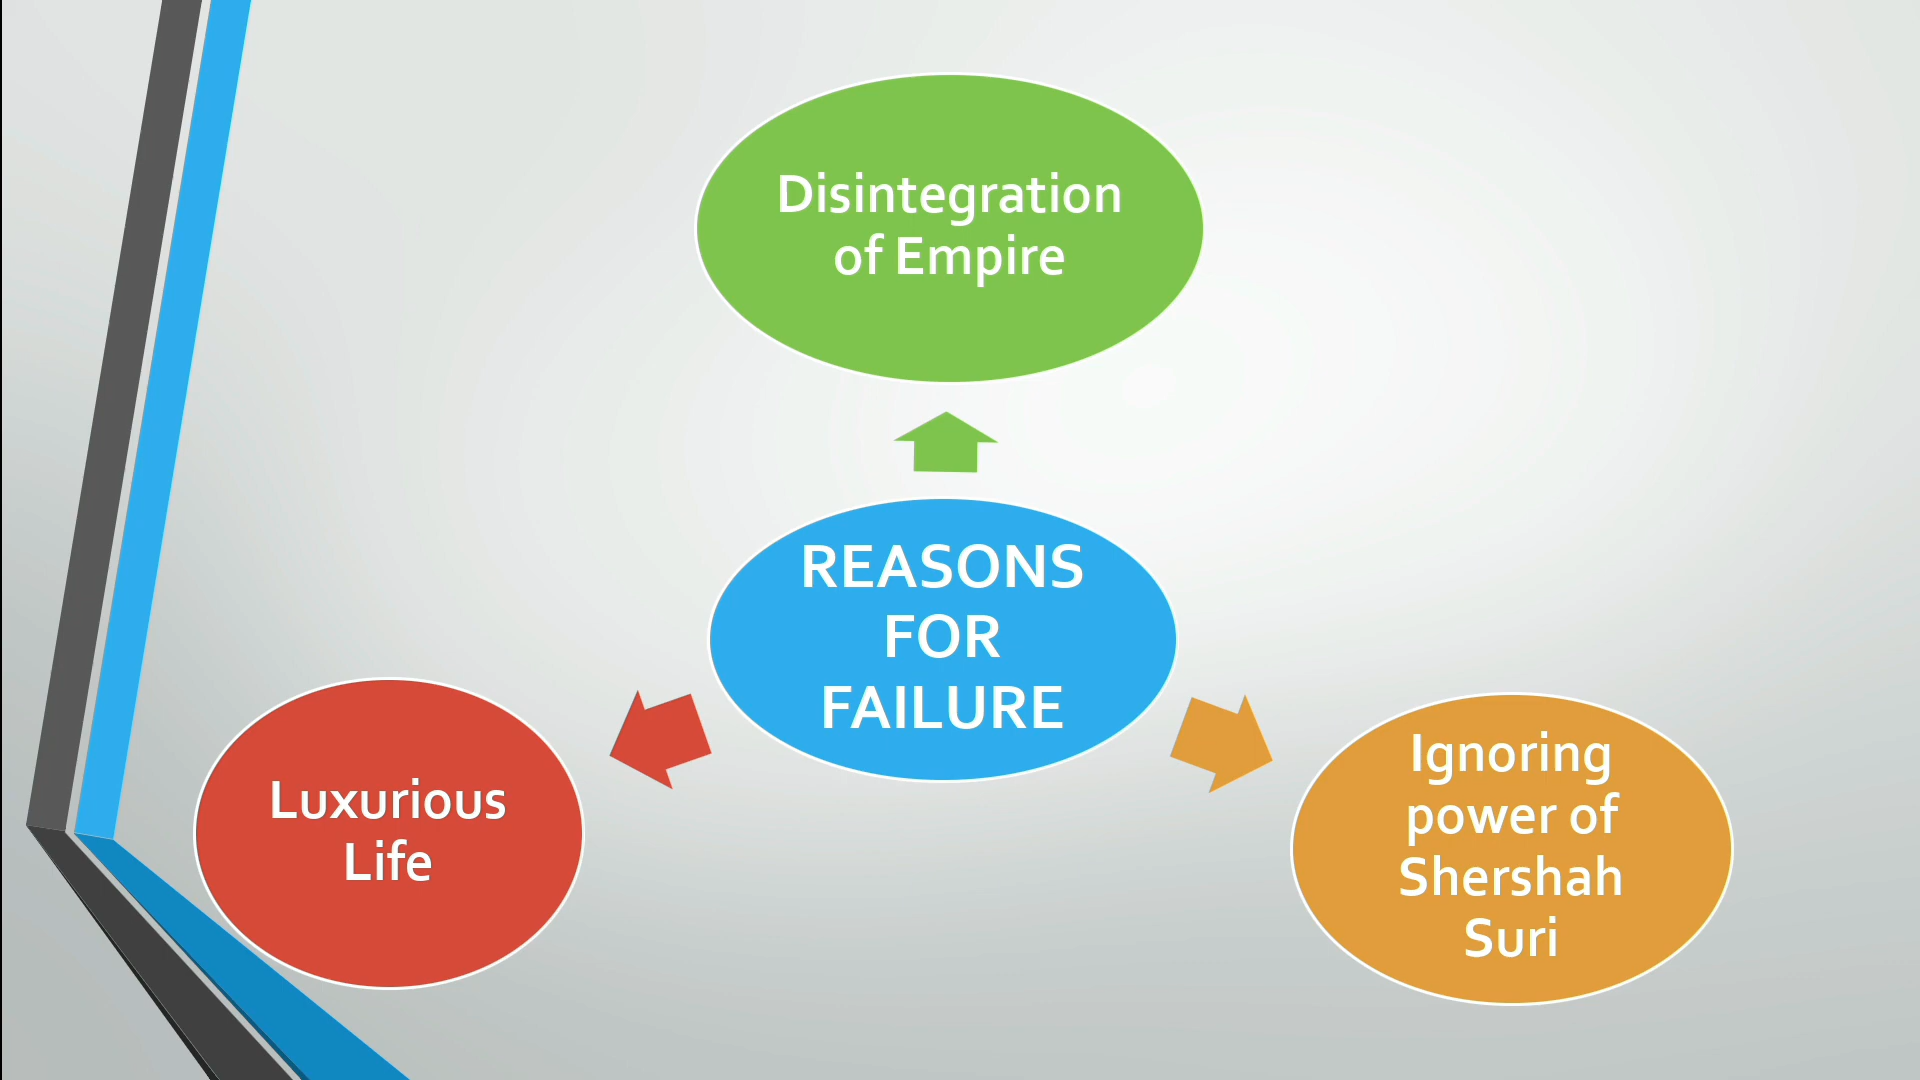 Disintegration
of Empire
REASONS
FOR
FAILURE
Luxurious
Life
Ignoring
power of
Shershah
Suri